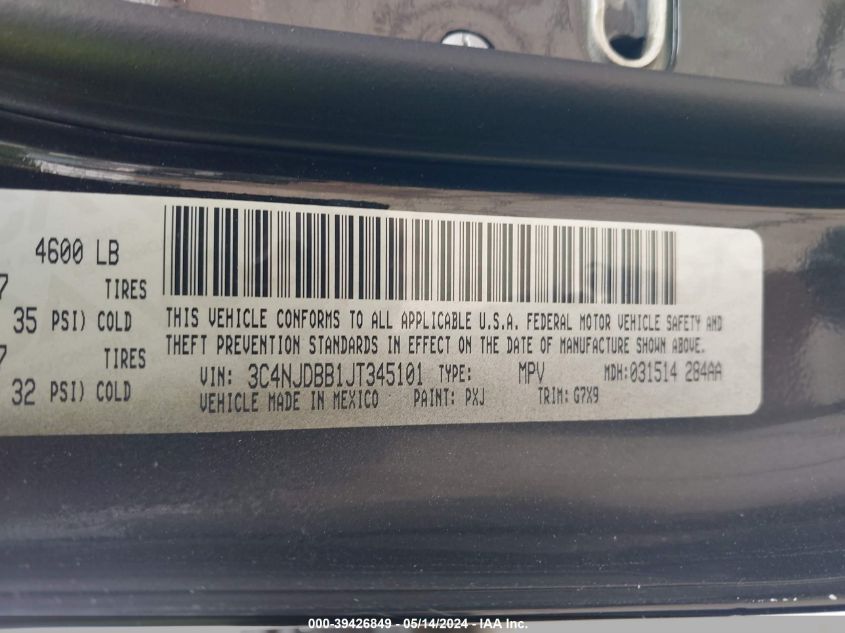 4600 LB
7 TIRES
35 PSI) COLD
7 TIRES
32 PSI) COLD
THIS VEHICLE CONFORMS TO ALL APPLICABLE U.S.A. FEDERAL MOTOR VEHICLE SAFETY AND
THEFT PREVENTION STANDARDS IN EFFECT ON THE DATE OF MANUFACTURE SHOWN ABOVE.
VIN: 3C4NJDBB1JT345101 TYPE: MPV MDH:031514 284AA
VEHICLE MADE IN MEXICO PAINT: PXJ TRIM: G7X9
000-39426849 — 05/14/2024 — IAA Inc.